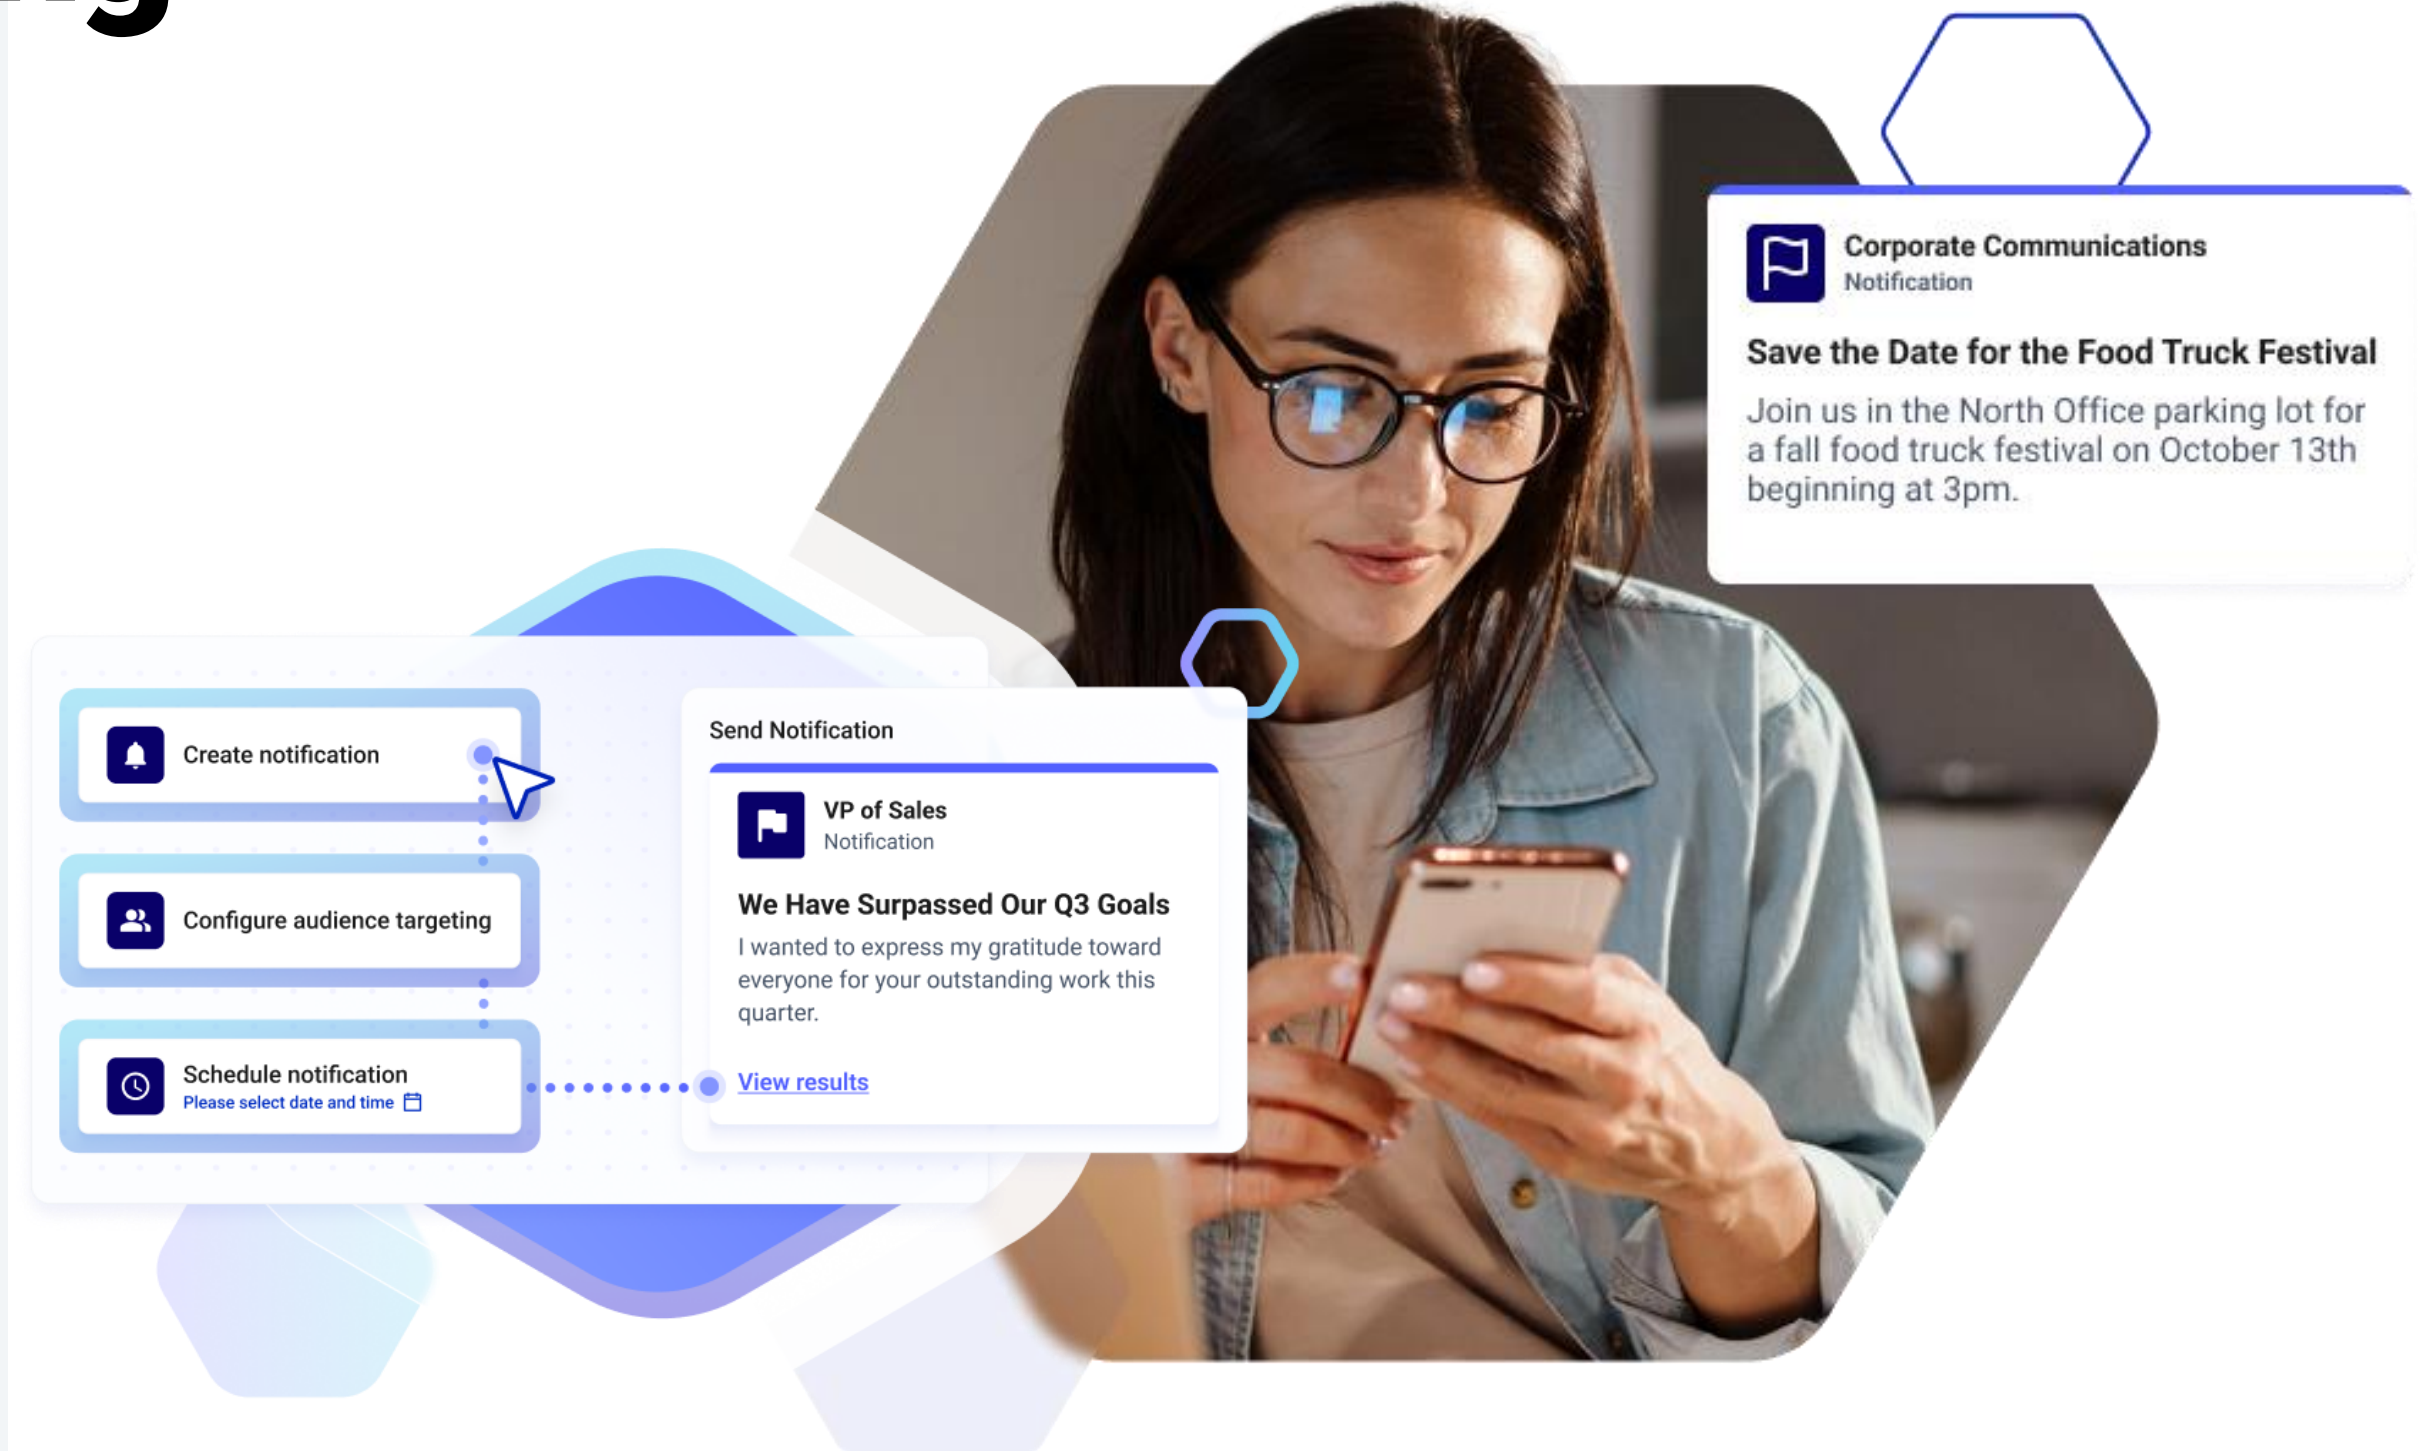 Create notification
Configure audience targeting
Schedule notification
Please select date and time
Send Notification
VP of Sales
Notification
We Have Surpassed Our Q3 Goals
I wanted to express my gratitude toward
everyone for your outstanding work this
quarter.
View results
Corporate Communications
Notification
Save the Date for the Food Truck Festival
Join us in the North Office parking lot for
a fall food truck festival on October 13th
beginning at 3pm.